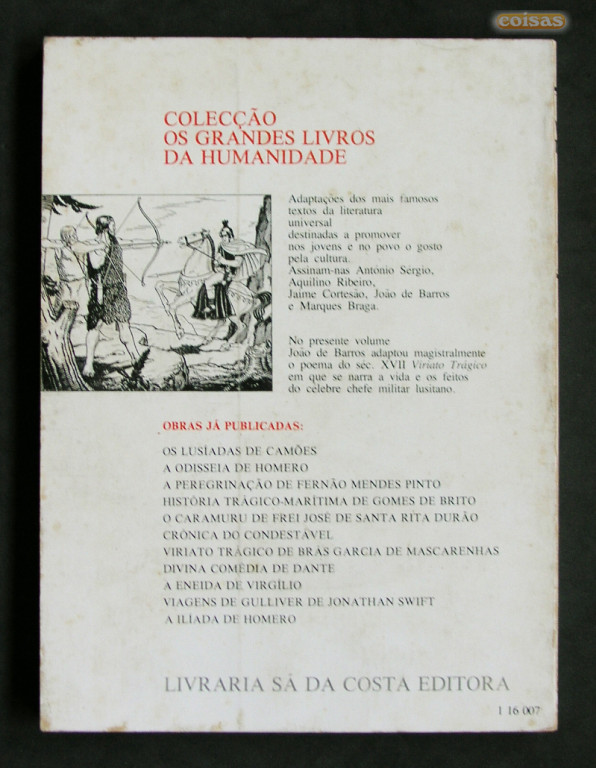 coisas
COLECÇÃO
OS GRANDES LIVROS
DA HUMANIDADE
Adaptações dos mais famosos
textos da literatura
universal
destinadas a promover
nos jovens e no povo o gosto
pela cultura.
Assinam-nas António Sérgio,
Aquilino Ribeiro,
Jaime Cortesão, João de Barros
e Marques Braga.
No presente volume
João de Barros adaptou magistralmente
o poema do séc. XVII Viriato Trágico
em que se narra a vida e os feitos
do celebre chefe militar lusitano.
OBRAS JÁ PUBLICADAS:
OS LUSÍADAS DE CAMÕES
A ODISSEIA DE HOMERO
A PEREGRINAÇÃO DE FERNÃO MENDES PINTO
HISTÓRIA TRÁGICO-MARÍTIMA DE GOMES DE BRITO
O CARAMURU DE FREI JOSÉ DE SANTA RITA DURÃO
CRÓNICA DO CONDESTÁVEL
VIRIATO TRÁGICO DE BRÁS GARCIA DE MASCARENHAS
DIVINA COMÉDIA DE DANTE
A ENEIDA DE VIRGÍLIO
VIAGENS DE GULLIVER DE JONATHAN SWIFT
A ILÍADA DE HOMERO
LIVRARIA SÁ DA COSTA EDITORA
1 16 007